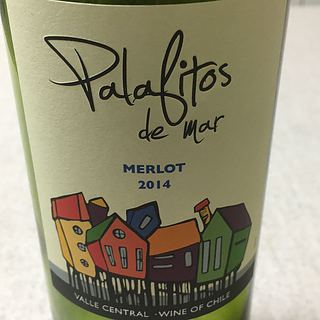 Palafitos
de mar
MERLOT
2014
VALLE CENTRAL - WINE OF CHILE